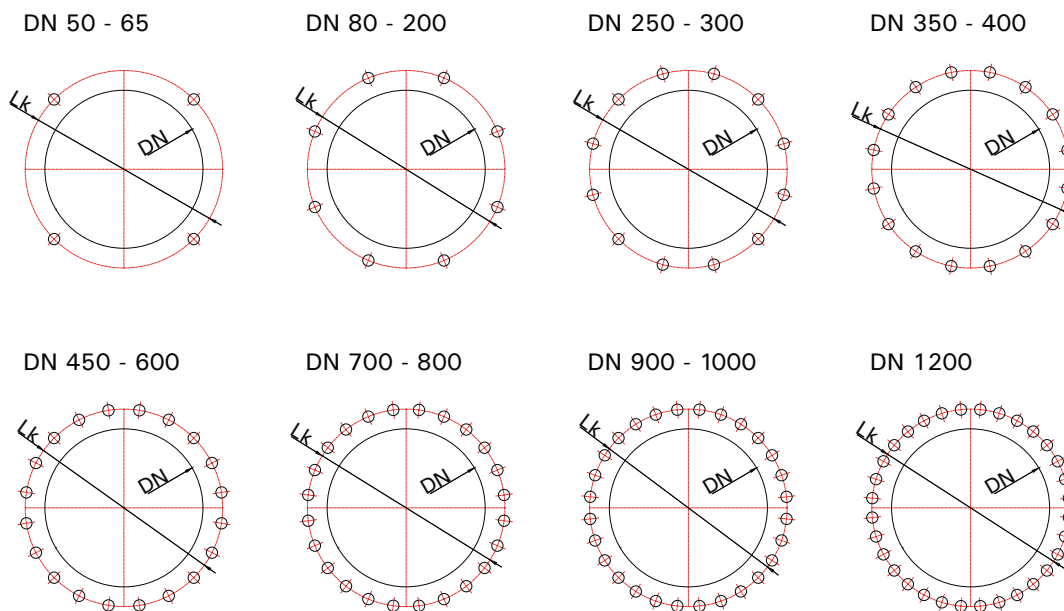 DN 50 - 65
DN 80 - 200
DN 250 - 300
DN 350 - 400
Lk
DN
Lk
DN
Lk
DN
Lk
DN
DN 450 - 600
DN 700 - 800
DN 900 - 1000
DN 1200
Lk
DN
Lk
DN
Lk
DN
Lk
DN